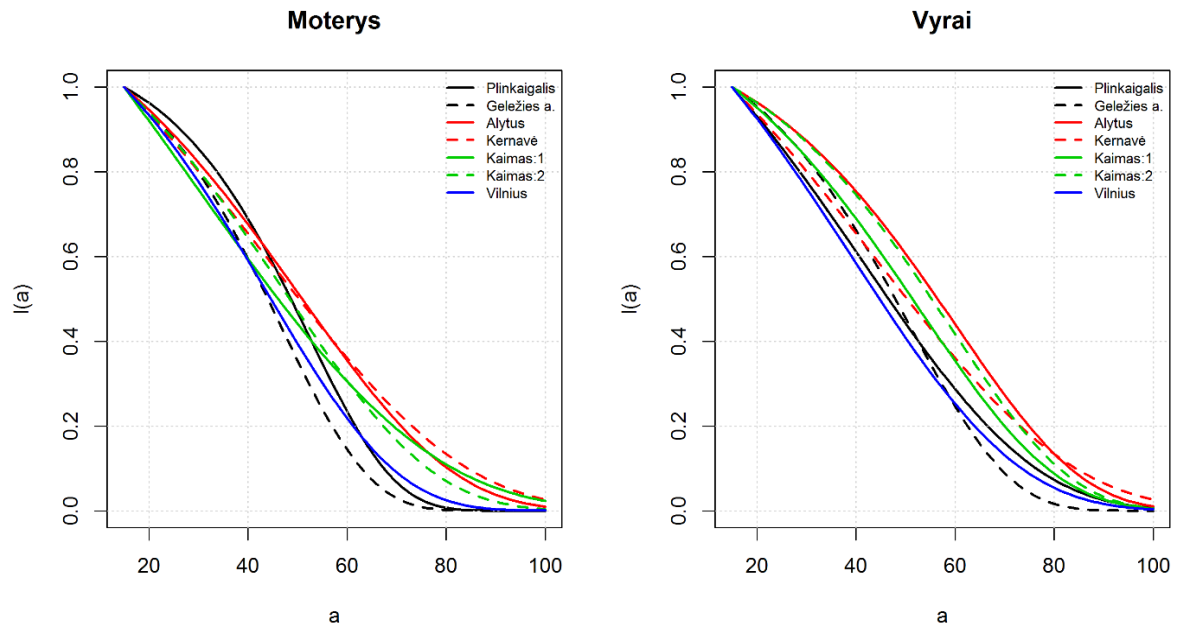 Moterys
l(a)
1.0
0.8
0.6
0.4
0.2
0.0
Plinkaigalis
Geležies a.
Alytus
Kernavė
Kaimas:1
Kaimas:2
Vilnius
20 40 60 80 100
a
Vyrai
l(a)
1.0
0.8
0.6
0.4
0.2
0.0
Plinkaigalis
Geležies a.
Alytus
Kernavė
Kaimas:1
Kaimas:2
Vilnius
20 40 60 80 100
a